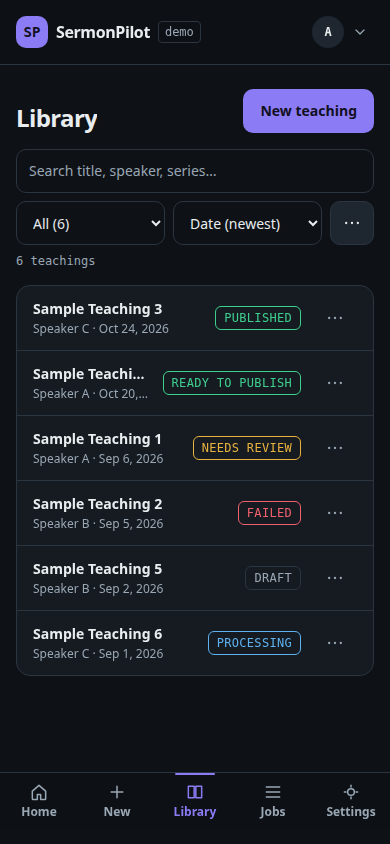 SP SermonPilot demo A
Library
New teaching
Search title, speaker, series...
All (6) Date (newest) ...
6 teachings
Sample Teaching 3
Speaker C · Oct 24, 2026
PUBLISHED
Sample Teachi...
Speaker A · Oct 20,...
READY TO PUBLISH
Sample Teaching 1
Speaker A · Sep 6, 2026
NEEDS REVIEW
Sample Teaching 2
Speaker B · Sep 5, 2026
FAILED
Sample Teaching 5
Speaker B · Sep 2, 2026
DRAFT
Sample Teaching 6
Speaker C · Sep 1, 2026
PROCESSING
Home New Library Jobs Settings